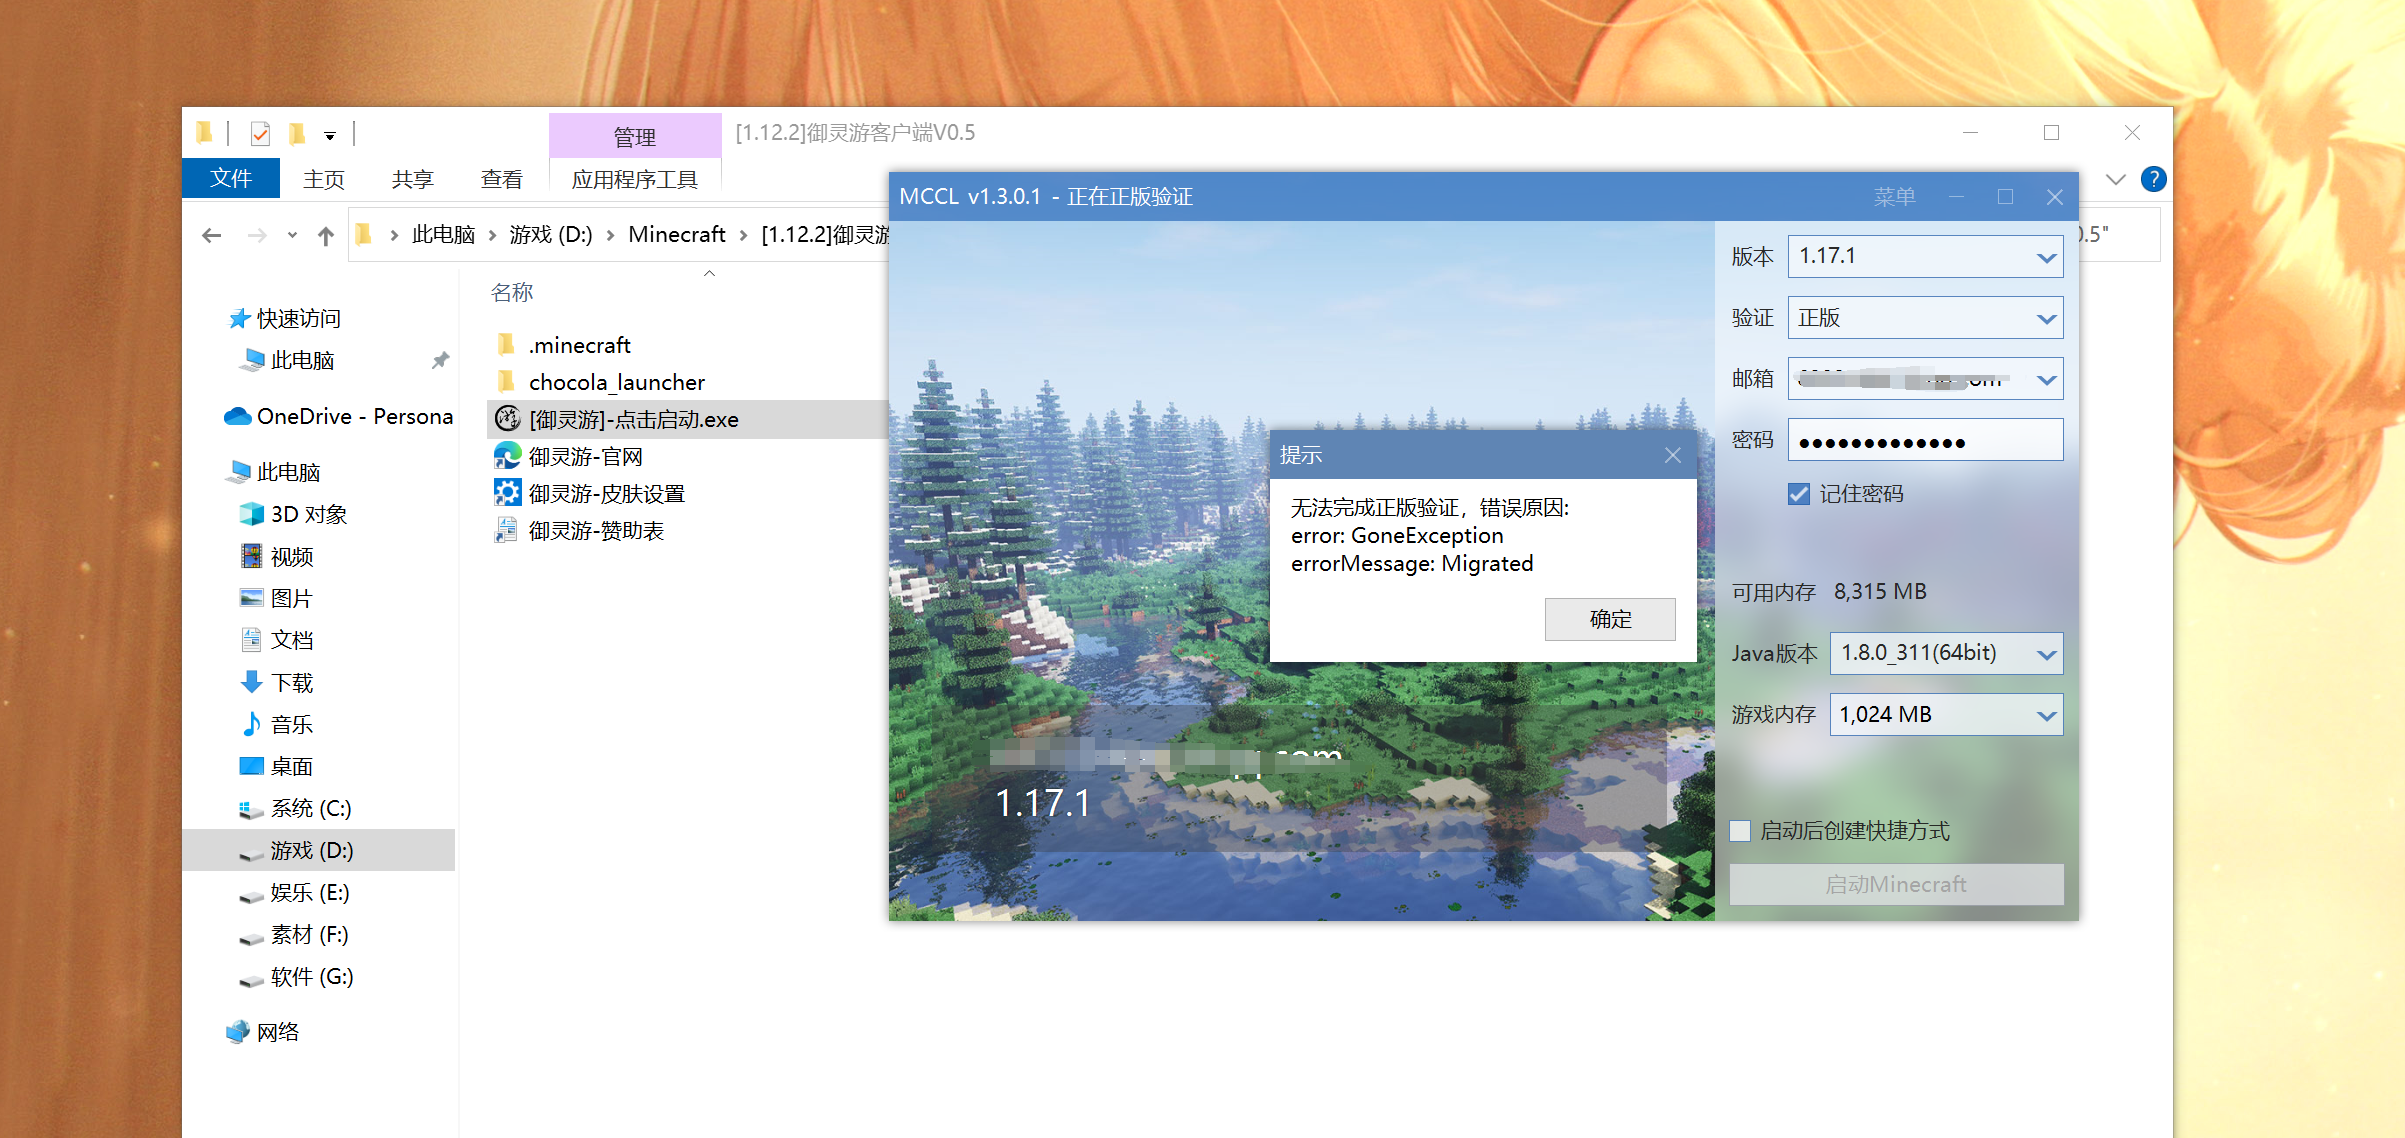 管理
[1.12.2]御灵游客户端V0.5
文件
主页
共享
查看
应用程序工具
此电脑
游戏 (D:)
Minecraft
[1.12.2]御灵游
0.5"
名称
快速访问
此电脑
OneDrive - Persona
此电脑
3D 对象
视频
图片
文档
下载
音乐
桌面
系统 (C:)
游戏 (D:)
娱乐 (E:)
素材 (F:)
软件 (G:)
网络
.minecraft
chocola_launcher
[御灵游]-点击启动.exe
御灵游-官网
御灵游-皮肤设置
御灵游-赞助表
MCCL v1.3.0.1 - 正在正版验证
菜单
版本
1.17.1
验证
正版
邮箱
密码
●●●●●●●●●●●●●
记住密码
可用内存 8,315 MB
Java版本
1.8.0_311(64bit)
游戏内存
1,024 MB
启动后创建快捷方式
启动Minecraft
提示
无法完成正版验证，错误原因:
error: GoneException
errorMessage: Migrated
确定
.com
1.17.1